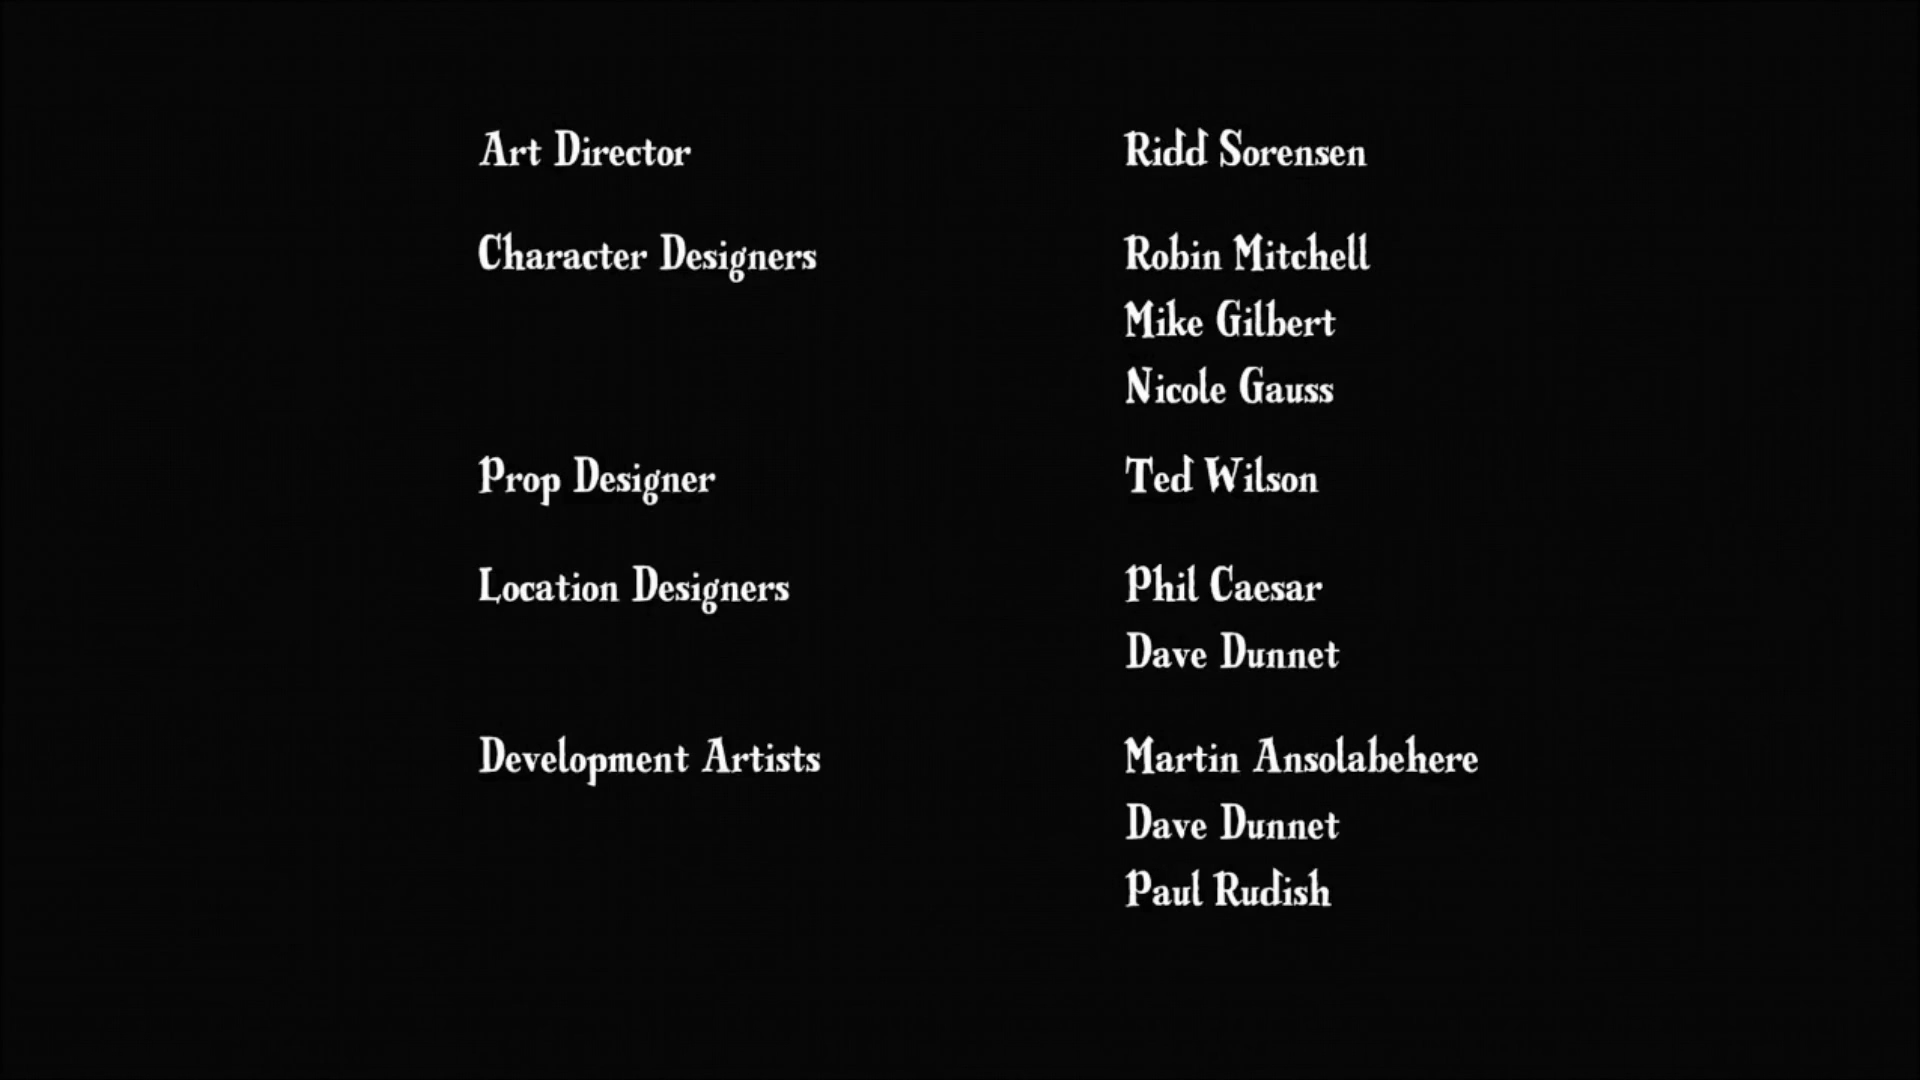 Art Director Ridd Sorensen
Character Designers Robin Mitchell
Mike Gilbert
Nicole Gauss
Prop Designer Ted Wilson
Location Designers Phil Caesar
Dave Dunnet
Development Artists Martin Ansolabehere
Dave Dunnet
Paul Rudish